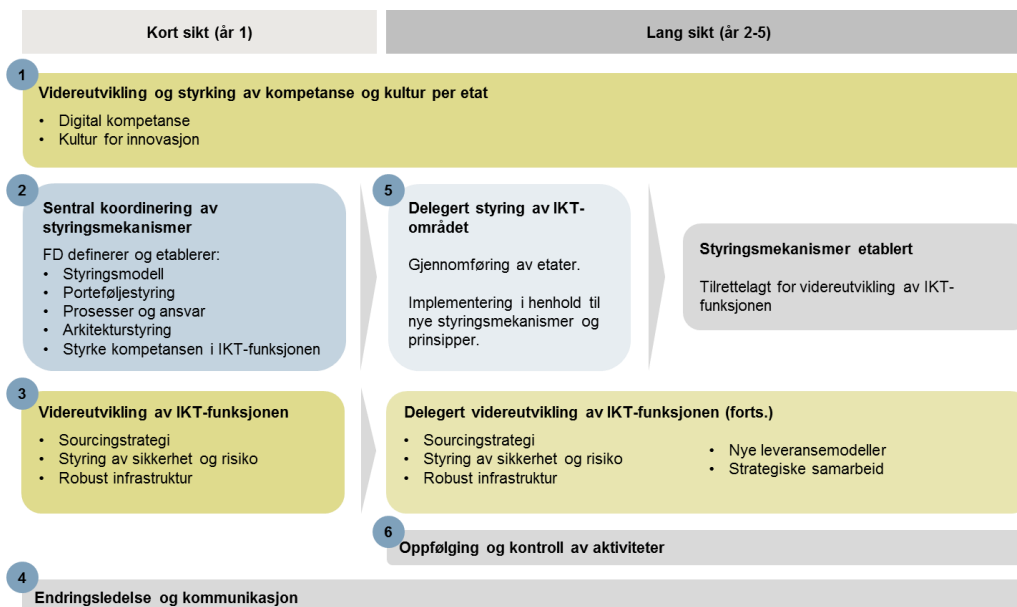 Kort sikt (år 1)
Lang sikt (år 2-5)
1
Videreutvikling og styrking av kompetanse og kultur per etat
• Digital kompetanse
• Kultur for innovasjon
2
Sentral koordinering av
styringsmekanismer
FD definerer og etablerer:
• Styringsmodell
• Porteføljestyring
• Prosesser og ansvar
• Arkitekturstyring
• Styrke kompetansen i IKT-funksjonen
5
Delegert styring av IKT-
området
Gjennomføring av etater.
Implementering i henhold til
nye styringsmekanismer og
prinsipper.
Styringsmekanismer etablert
Tilrettelagt for videreutvikling av IKT-
funksjonen
3
Videreutvikling av IKT-funksjonen
• Sourcingstrategi
• Styring av sikkerhet og risiko
• Robust infrastruktur
Delegert videreutvikling av IKT-funksjonen (forts.)
• Sourcingstrategi
• Styring av sikkerhet og risiko
• Robust infrastruktur
• Nye leveransemodeller
• Strategiske samarbeid
6
Oppfølging og kontroll av aktiviteter
4
Endringsledelse og kommunikasjon